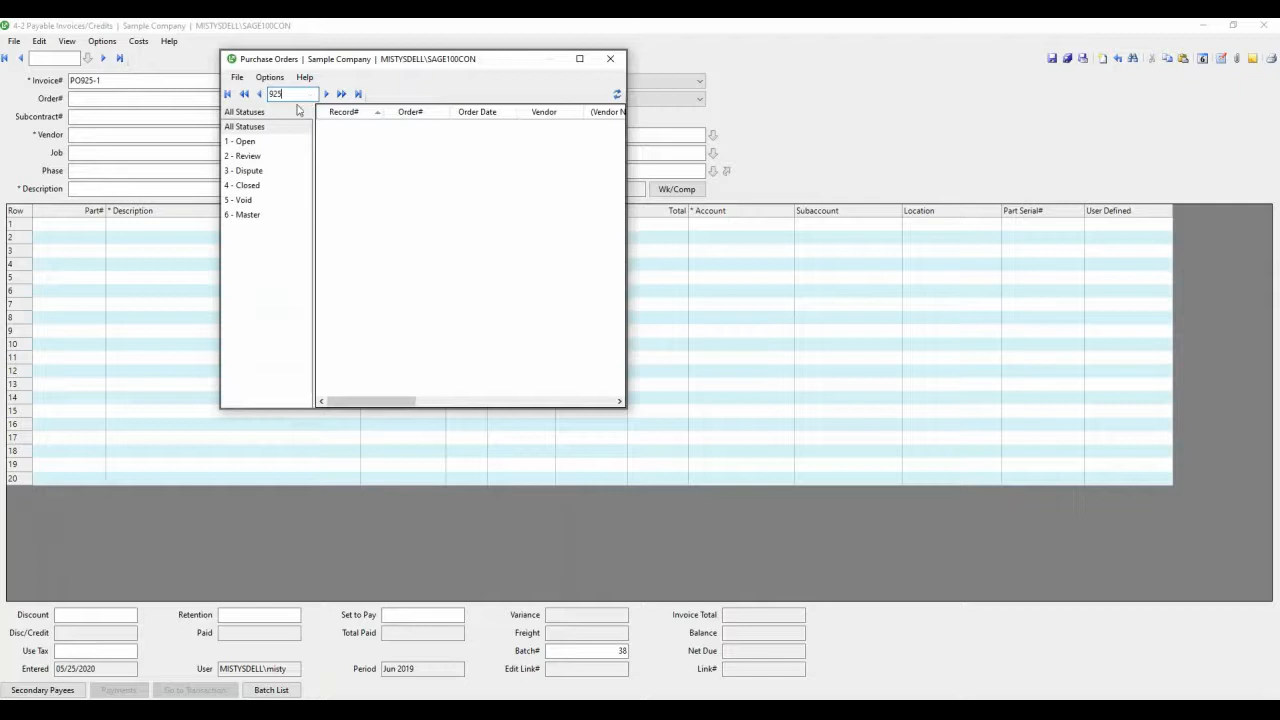 4-2 Payable Invoices/Credits | Sample Company | MISTYSDELL\SAGE100CON
File Edit View Options Costs Help
* Invoice# PO925-1
Order#
Subcontract#
* Vendor
Job
Phase
* Description
Wk/Comp
Purchase Orders | Sample Company | MISTYSDELL\SAGE100CON
File Options Help
925
All Statuses
All Statuses
1 - Open
2 - Review
3 - Dispute
4 - Closed
5 - Void
6 - Master
Record# Order# Order Date Vendor (Vendor N
Row Part# * Description Total * Account Subaccount Location Part Serial# User Defined
1
2
3
4
5
6
7
8
9
10
11
12
13
14
15
16
17
18
19
20
Discount Retention Set to Pay Variance Invoice Total
Disc/Credit Paid Total Paid Freight Balance
Use Tax Batch# 38 Net Due
Entered 05/25/2020 User MISTYSDELL\misty Period Jun 2019 Edit Link# Link#
Secondary Payees Payments Go to Transaction Batch List